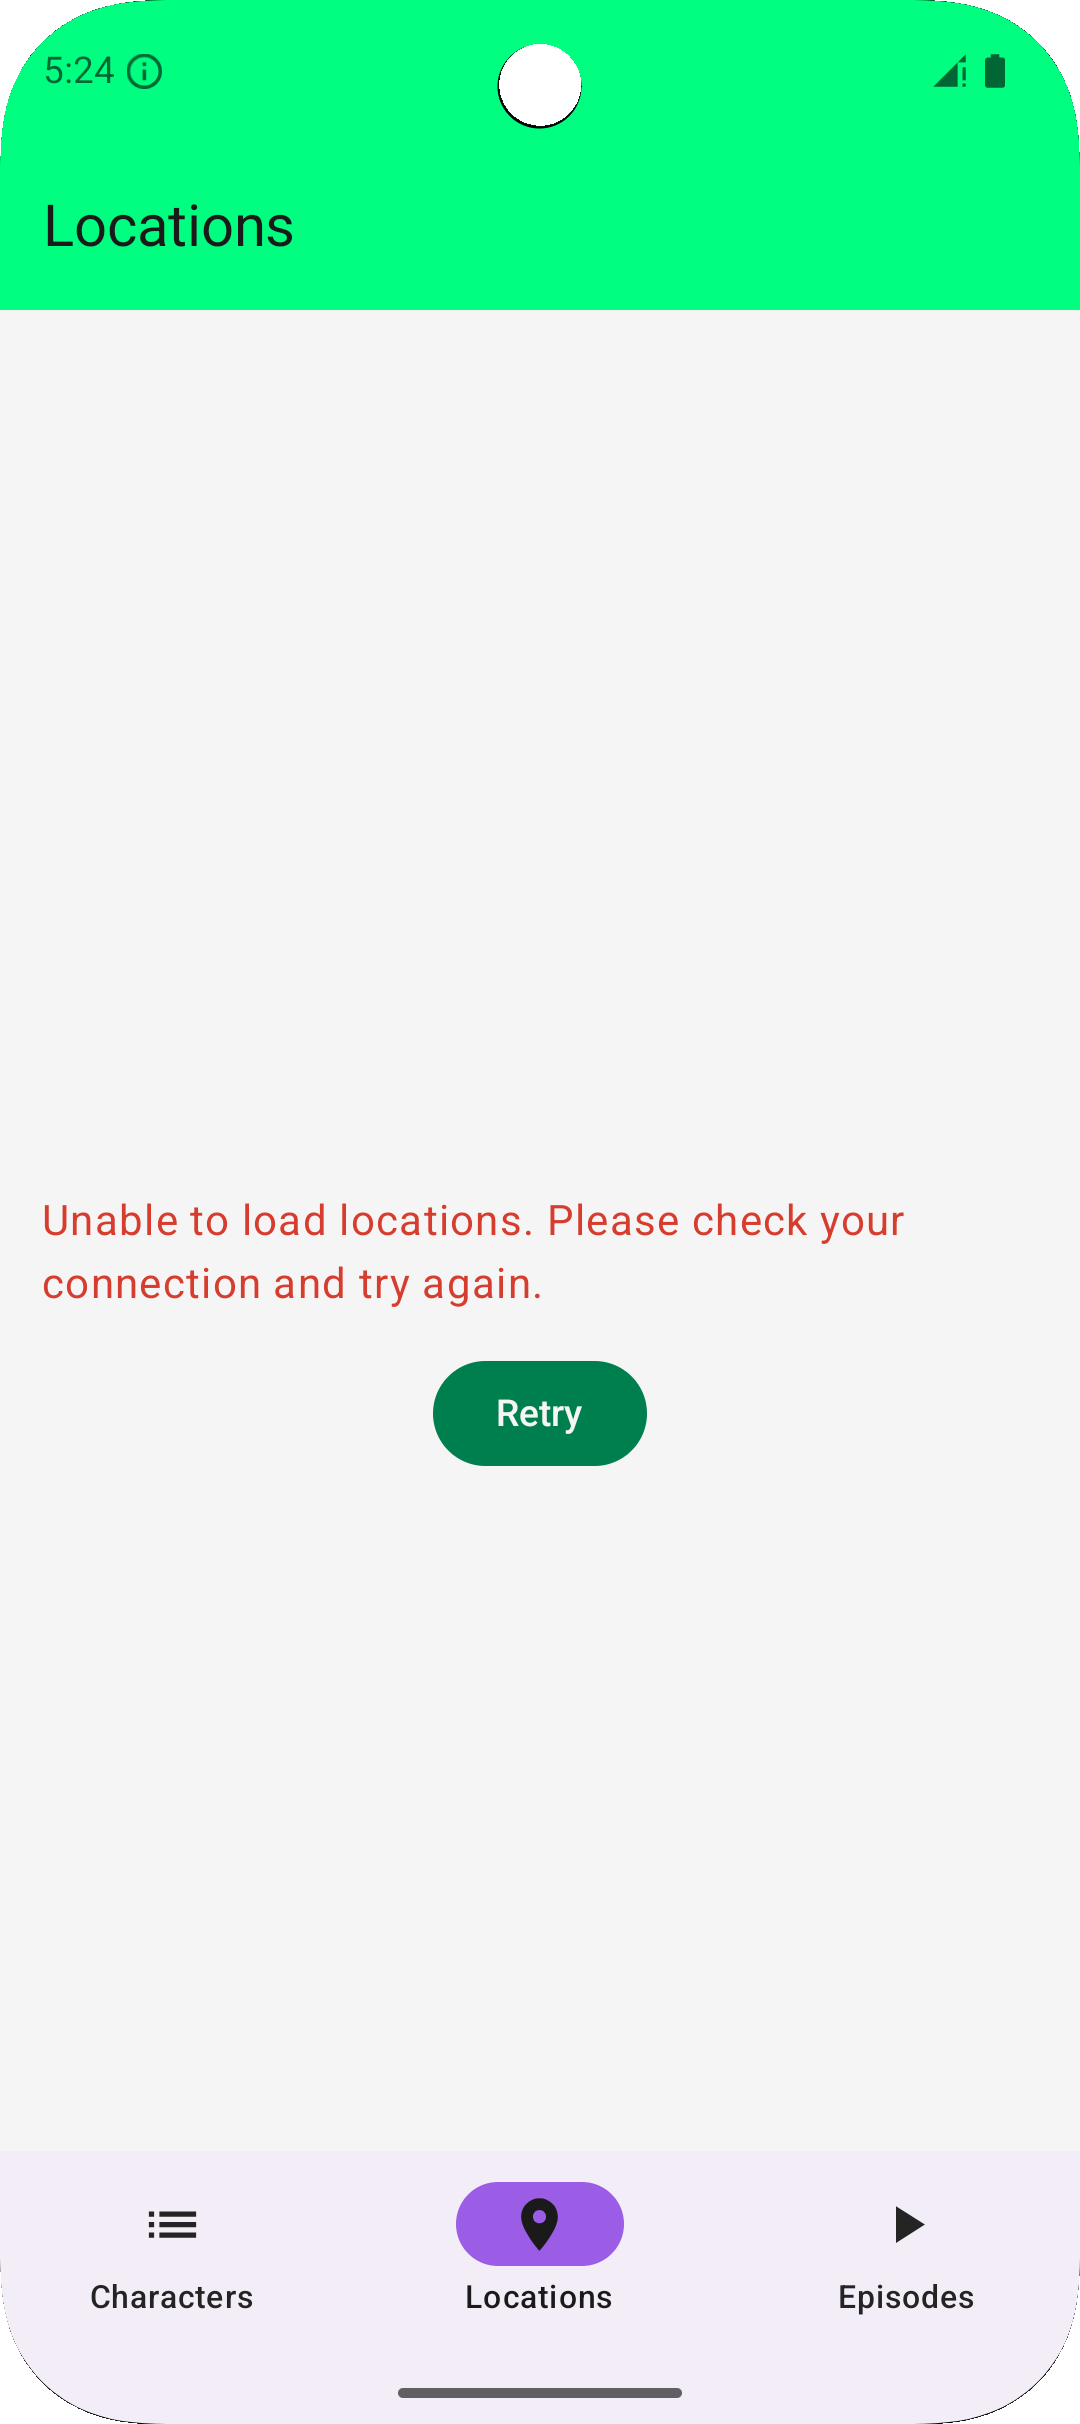 5:24
Locations
Unable to load locations. Please check your
connection and try again.
Retry
Characters
Locations
Episodes